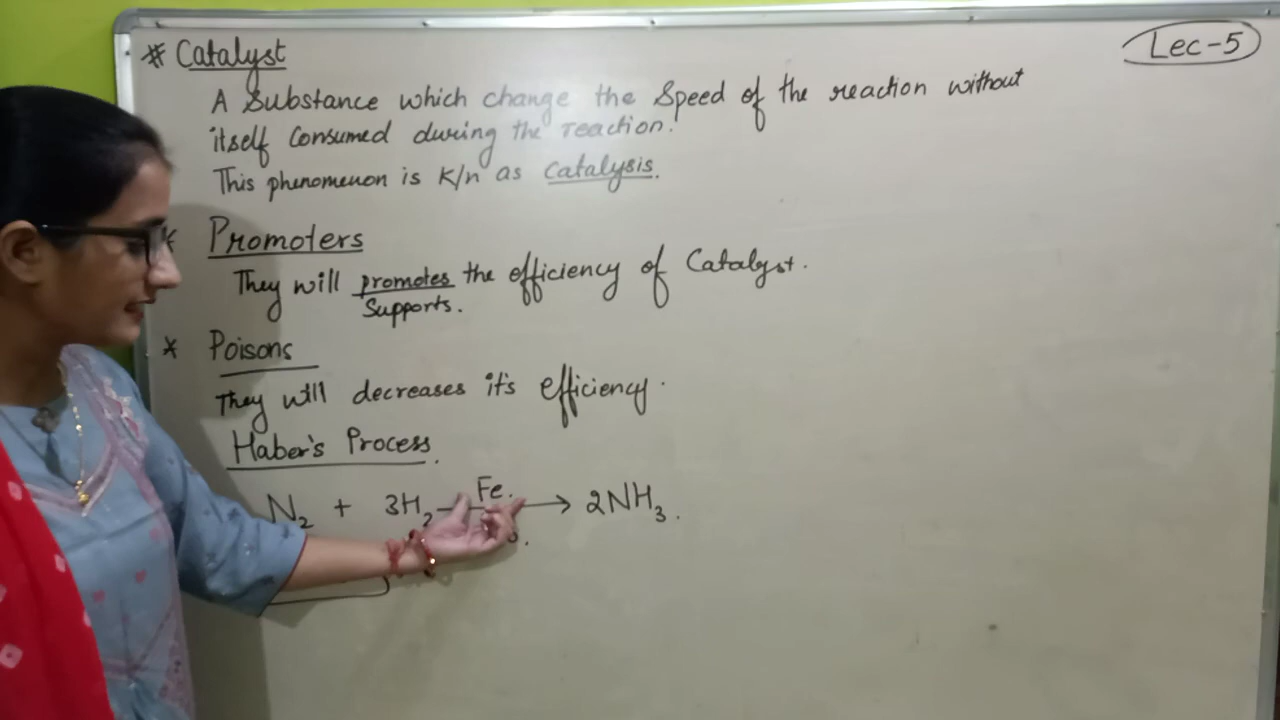 Lec-5
# Catalyst
A Substance which change the Speed of the reaction without
itself Consumed during the reaction.
This phenomenon is K/n as Catalysis.
* Promoters
They will promotes the efficiency of Catalyst.
Supports.
* Poisons
They will decreases it's efficiency.
Haber's Process.
N₂ + 3H₂ Fe. → 2NH₃.